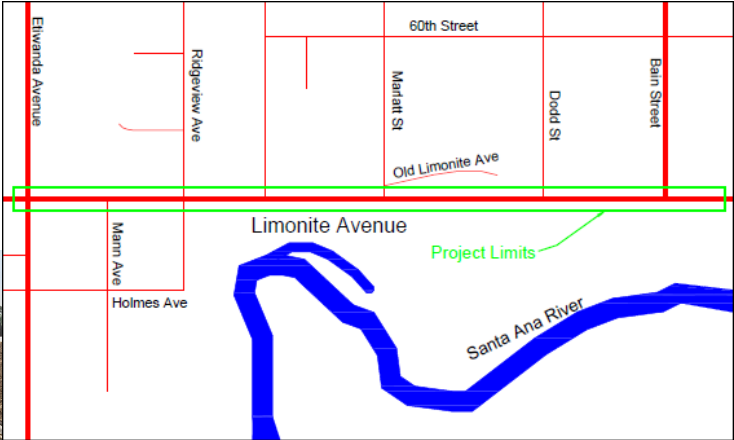 60th Street
Etiwanda Avenue
Ridgeview Ave
Marlatt St
Dodd St
Bain Street
Old Limonite Ave
Limonite Avenue
Mann Ave
Project Limits
Holmes Ave
Santa Ana River